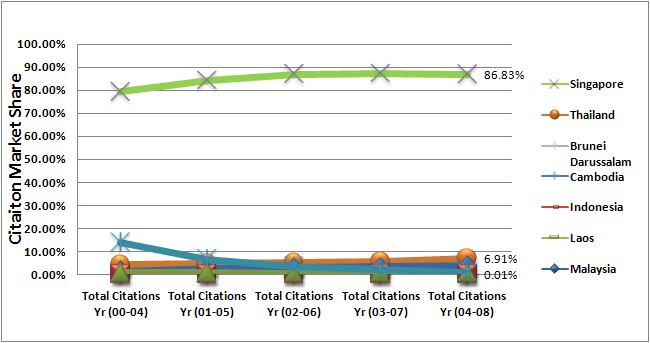 100.00%
90.00%
80.00%
70.00%
60.00%
50.00%
40.00%
30.00%
20.00%
10.00%
0.00%
Citaiton Market Share
86.83%
6.91%
0.01%
Total Citations Yr (00-04)
Total Citations Yr (01-05)
Total Citations Yr (02-06)
Total Citations Yr (03-07)
Total Citations Yr (04-08)
Singapore
Thailand
Brunei
Darussalam
Cambodia
Indonesia
Laos
Malaysia